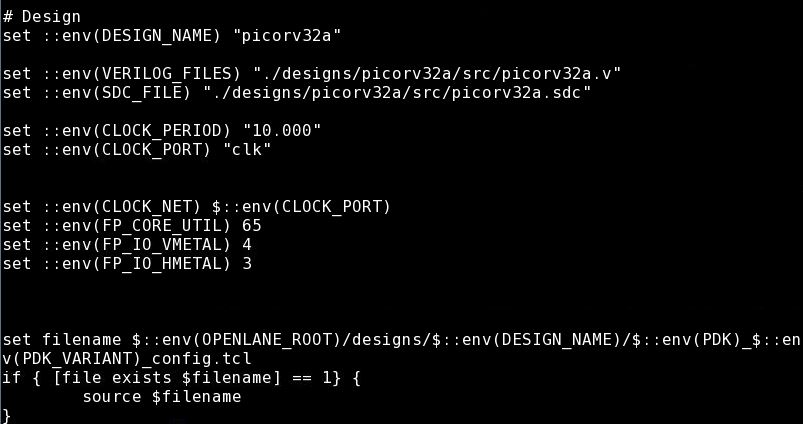 # Design
set ::env(DESIGN_NAME) "picorv32a"
set ::env(VERILOG_FILES) "./designs/picorv32a/src/picorv32a.v"
set ::env(SDC_FILE) "./designs/picorv32a/src/picorv32a.sdc"
set ::env(CLOCK_PERIOD) "10.000"
set ::env(CLOCK_PORT) "clk"
set ::env(CLOCK_NET) $::env(CLOCK_PORT)
set ::env(FP_CORE_UTIL) 65
set ::env(FP_IO_VMETAL) 4
set ::env(FP_IO_HMETAL) 3
set filename $::env(OPENLANE_ROOT)/designs/$::env(DESIGN_NAME)/$::env(PDK)_$::en
v(PDK_VARIANT)_config.tcl
if { [file exists $filename] == 1} {
        source $filename
}